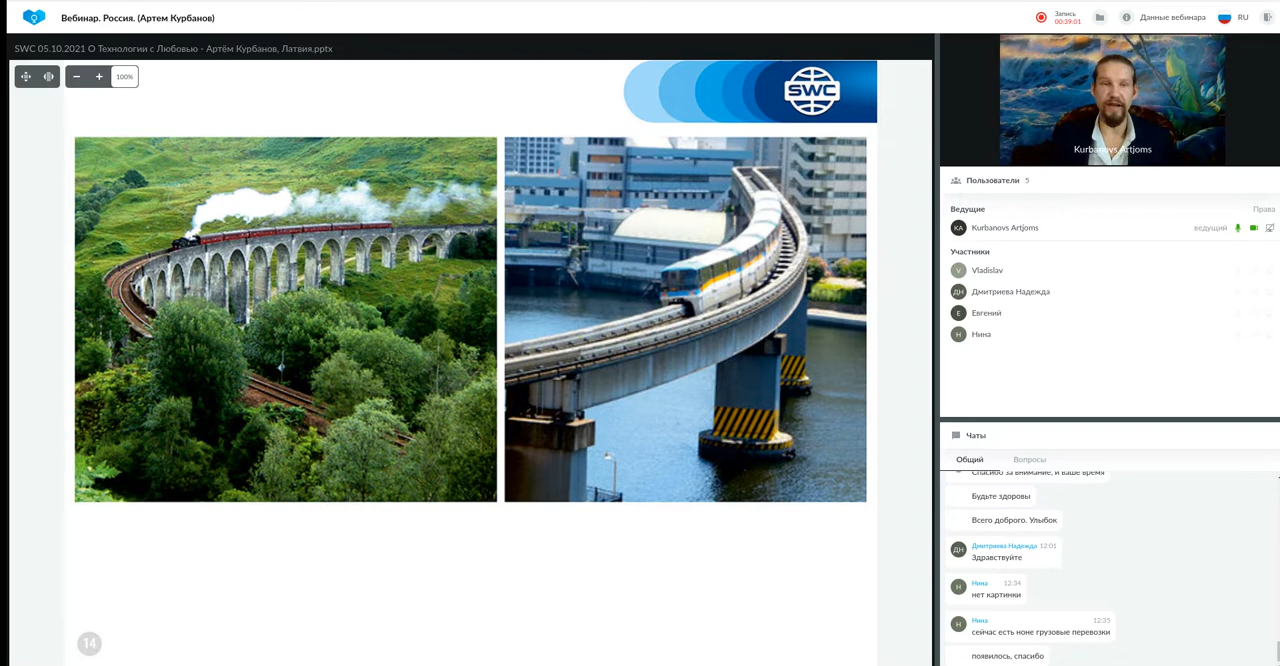 Вебинар. Россия. (Артем Курбанов)
Запись
00:39:01
Данные вебинара
RU
SWC 05.10.2021 О Технологии с Любовью - Артём Курбанов, Латвия.pptx
100%
SWC
14
Kurbanovs Artjoms
Пользователи 5
Ведущие Права
KA Kurbanovs Artjoms ведущий
Участники
V Vladislav
ДН Дмитриева Надежда
Е Евгений
Н Нина
Чаты
Общий Вопросы
Спасибо за внимание, и ваше время
Будьте здоровы
Всего доброго. Улыбок
ДН Дмитриева Надежда 12:01
Здравствуйте
Н Нина 12:34
нет картинки
Н Нина 12:35
сейчас есть ноне грузовые перевозки
появилось, спасибо